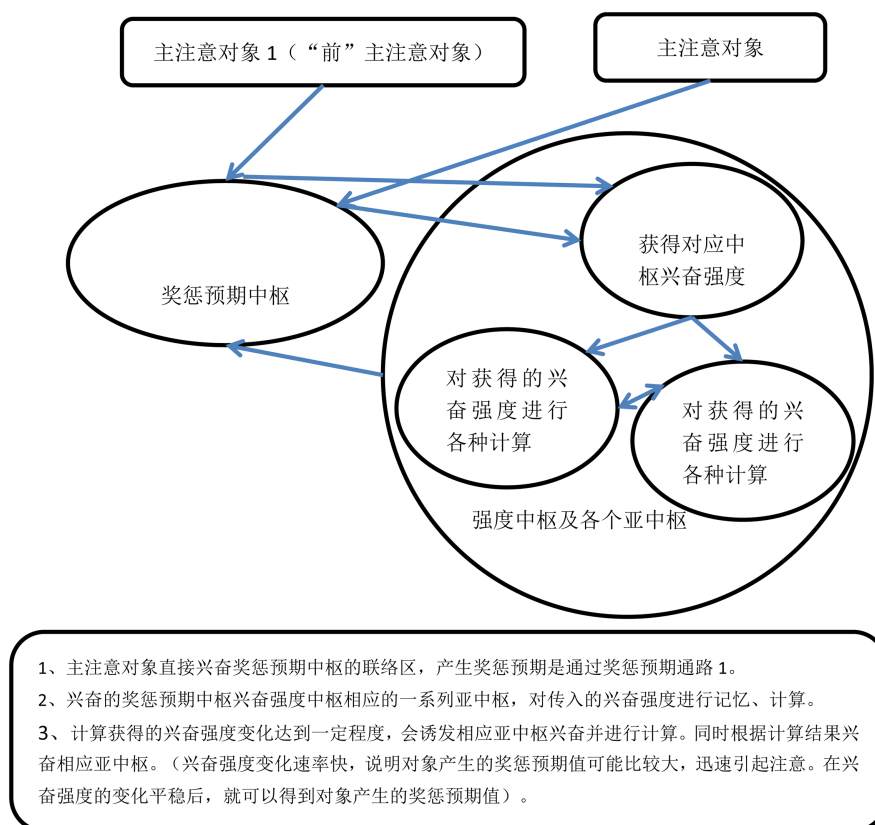 主注意对象 1（“前”主注意对象）
主注意对象
获得对应中
枢兴奋强度
奖惩预期中枢
对获得的兴
奋强度进行
各种计算
对获得的兴
奋强度进行
各种计算
强度中枢及各个亚中枢
1、主注意对象直接兴奋奖惩预期中枢的联络区，产生奖惩预期是通过奖惩预期通路 1。
2、兴奋的奖惩预期中枢兴奋强度中枢相应的一系列亚中枢，对传入的兴奋强度进行记忆、计算。
3、计算获得的兴奋强度变化达到一定程度，会诱发相应亚中枢兴奋并进行计算。同时根据计算结果兴
奋相应亚中枢。（兴奋强度变化速率快，说明对象产生的奖惩预期值可能比较大，迅速引起注意。在兴
奋强度的变化平稳后，就可以得到对象产生的奖惩预期值）。